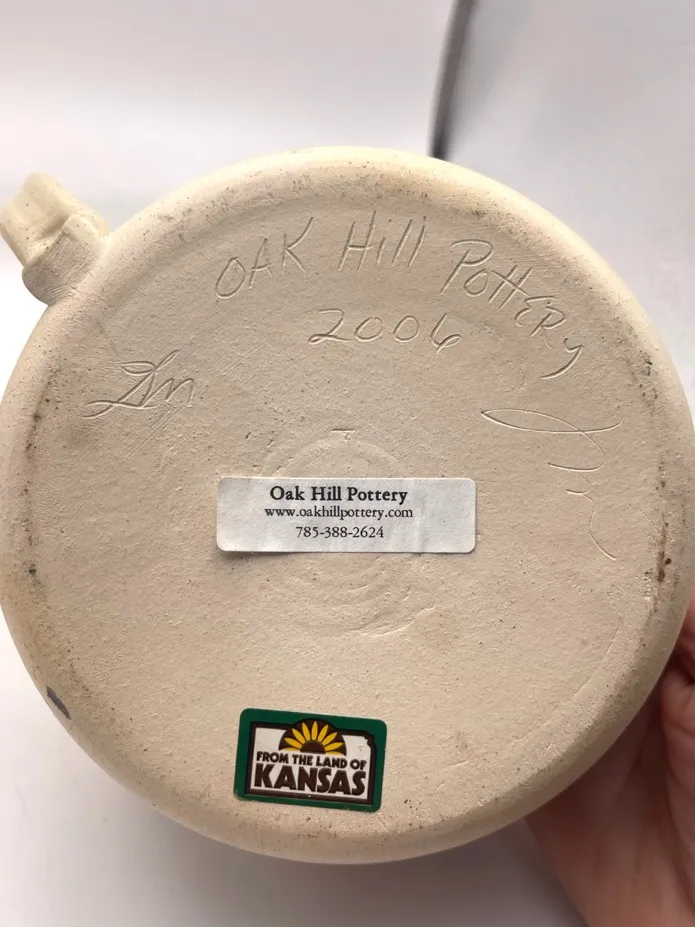 OAK Hill Pottery
2006
Oak Hill Pottery
www.oakhillpottery.com
785-388-2624
FROM THE LAND OF
KANSAS